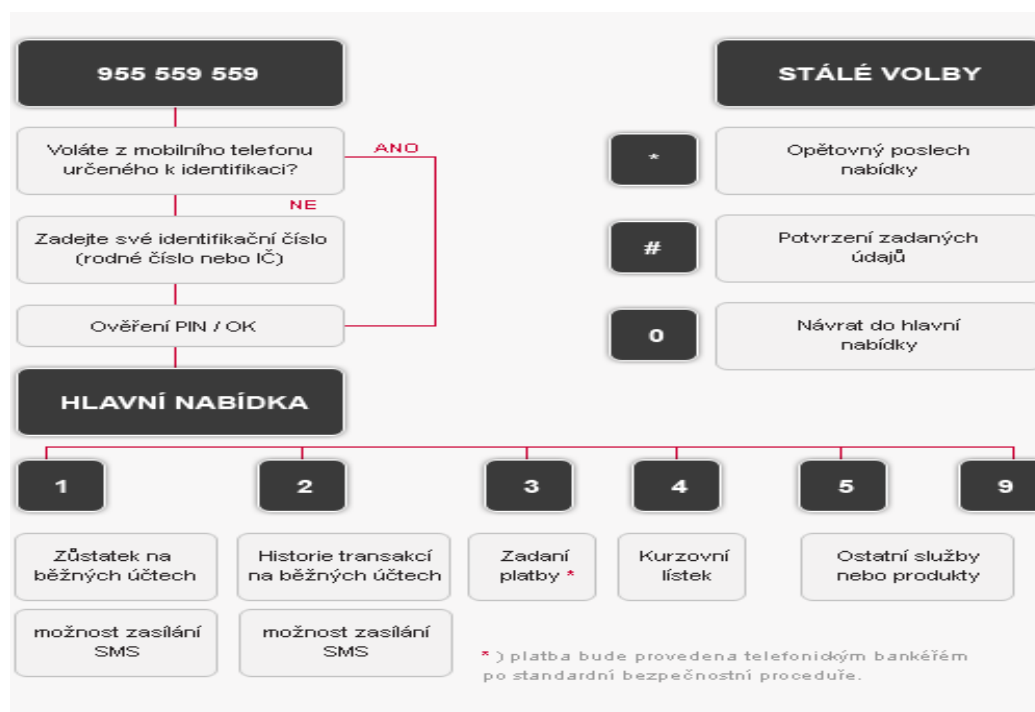 955 559 559
Voláte z mobilního telefonu
určeného k identifikaci?
ANO
NE
Zadejte své identifikační číslo
(rodné číslo nebo IČ)
Ověření PIN / OK
HLAVNÍ NABÍDKA
STÁLÉ VOLBY
*
Opětovný poslech
nabídky
#
Potvrzení zadaných
údajů
0
Návrat do hlavní
nabídky
1
2
3
4
5
9
Zůstatek na
běžných účtech
Historie transakcí
na běžných účtech
Zadaní
platby *
Kurzovní
lístek
Ostatní služby
nebo produkty
možnost zasílání
SMS
možnost zasílání
SMS
* ) platba bude provedena telefonickým bankéřém
po standardní bezpečnostní proceduře.